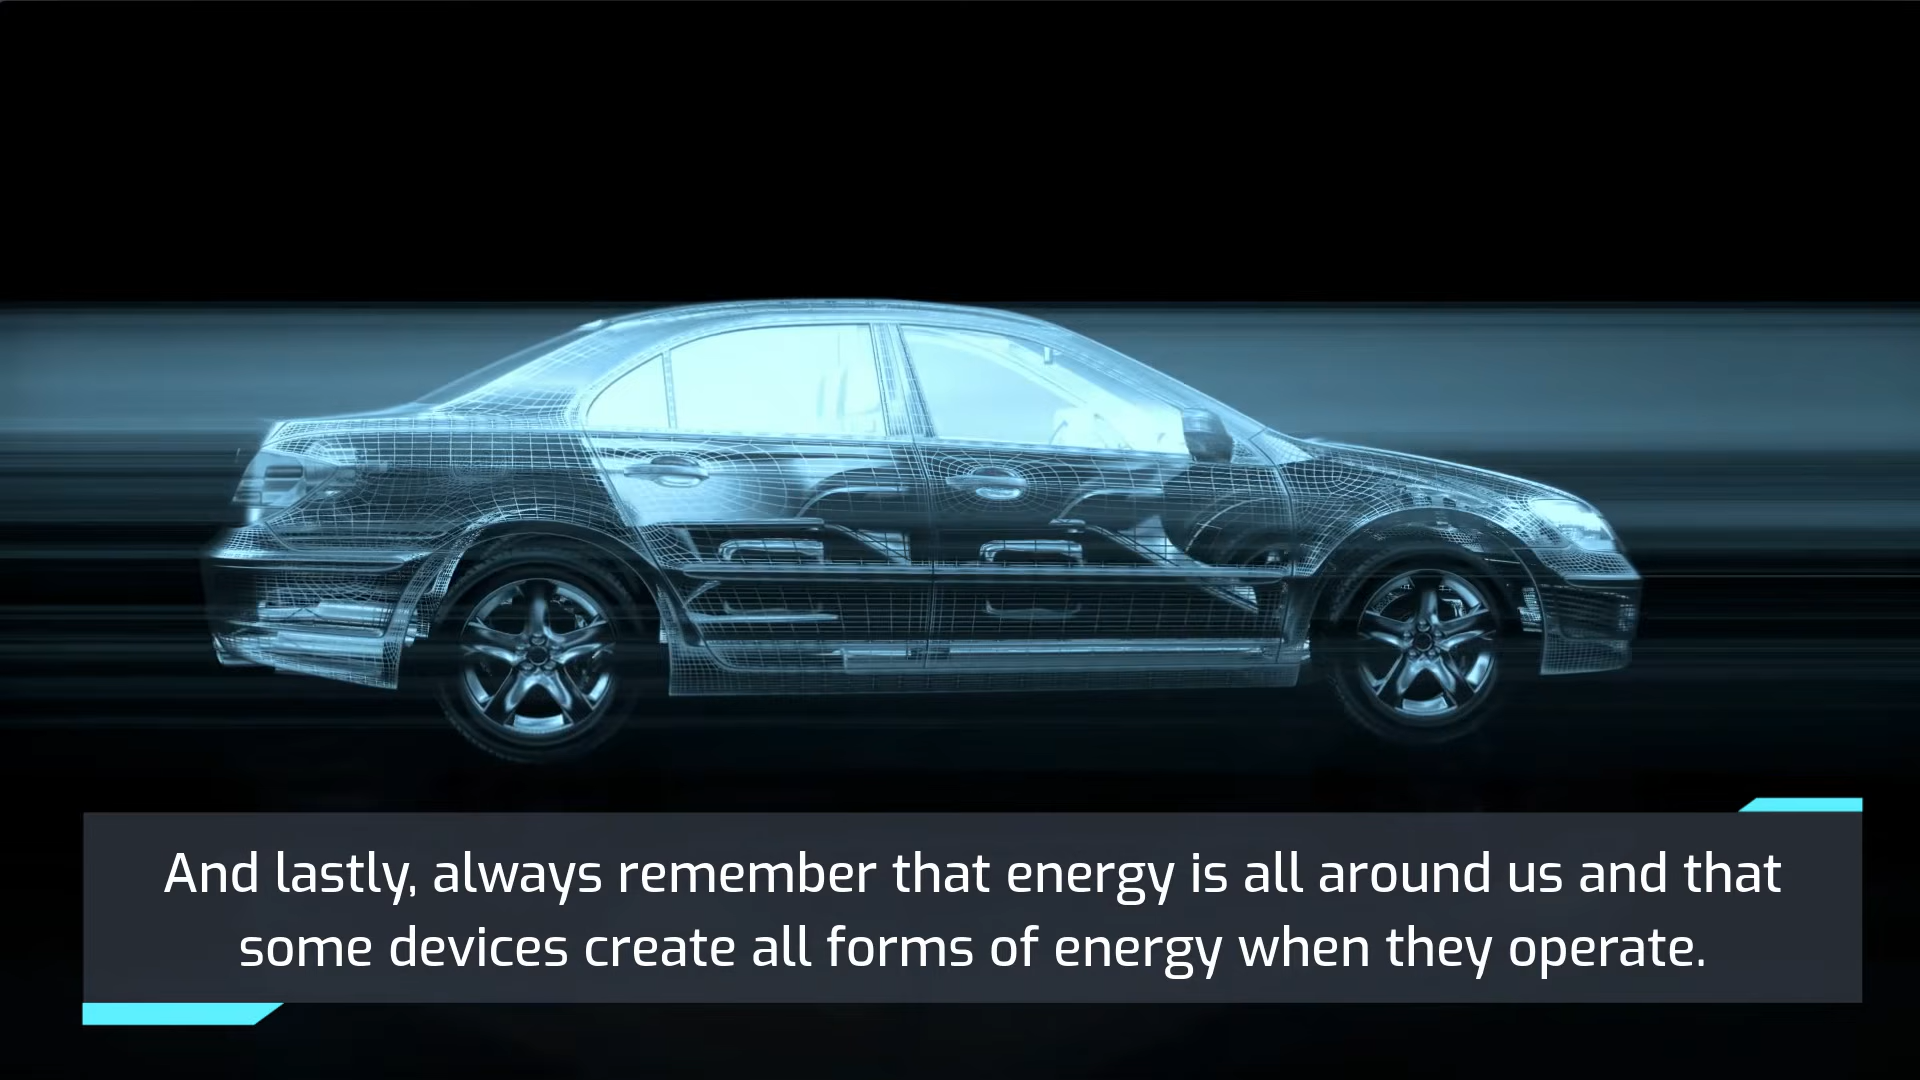 And lastly, always remember that energy is all around us and that
some devices create all forms of energy when they operate.